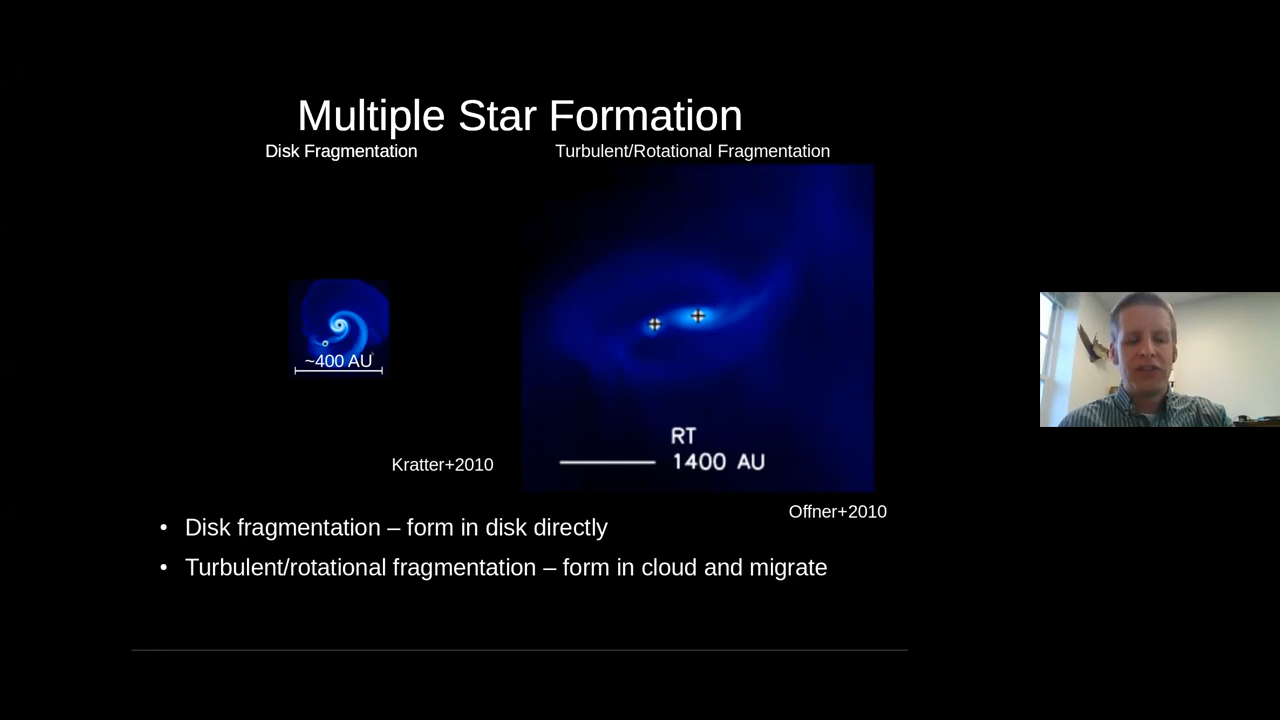 Multiple Star Formation
Disk Fragmentation
Turbulent/Rotational Fragmentation
~400 AU
RT
1400 AU
Kratter+2010
Offner+2010
• Disk fragmentation – form in disk directly
• Turbulent/rotational fragmentation – form in cloud and migrate